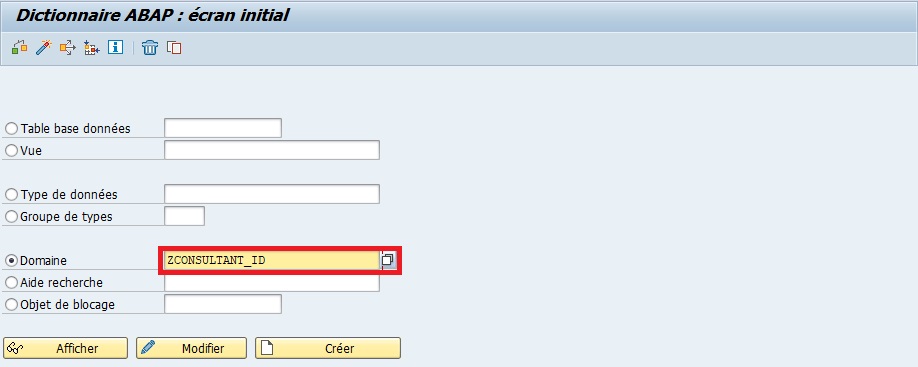 Dictionnaire ABAP : écran initial
Table base données
Vue
Type de données
Groupe de types
Domaine ZCONSULTANT_ID
Aide recherche
Objet de blocage
Afficher Modifier Créer